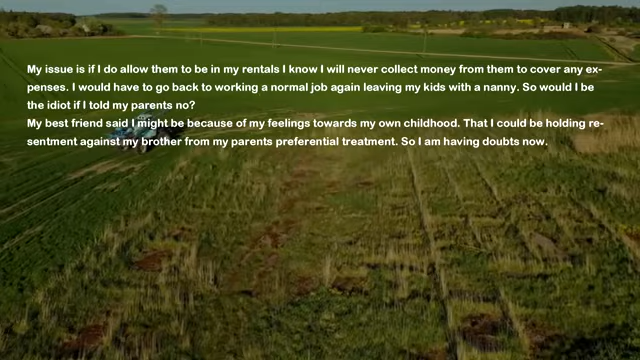 My issue is if I do allow them to be in my rentals I know I will never collect money from them to cover any ex-
penses. I would have to go back to working a normal job again leaving my kids with a nanny. So would I be
the idiot if I told my parents no?
My best friend said I might be because of my feelings towards my own childhood. That I could be holding re-
sentment against my brother from my parents preferential treatment. So I am having doubts now.